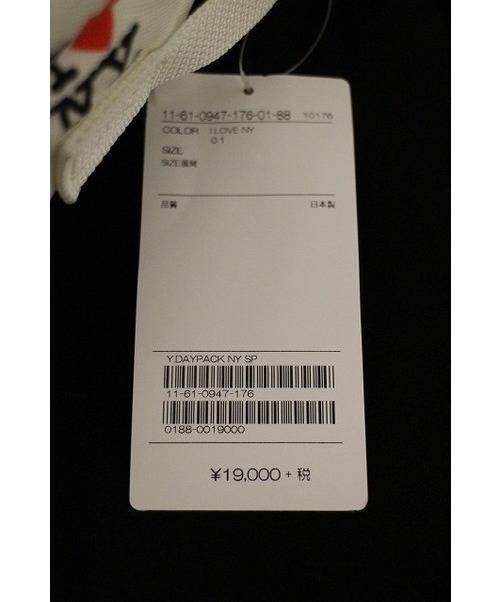 11-61-0947-176-01-88 10176
COLOR I LOVE NY
SIZE 01
SIZE展開
品質 日本製
Y.DAYPACK NY SP
11-61-0947-176
0188-0019000
¥19,000 + 税